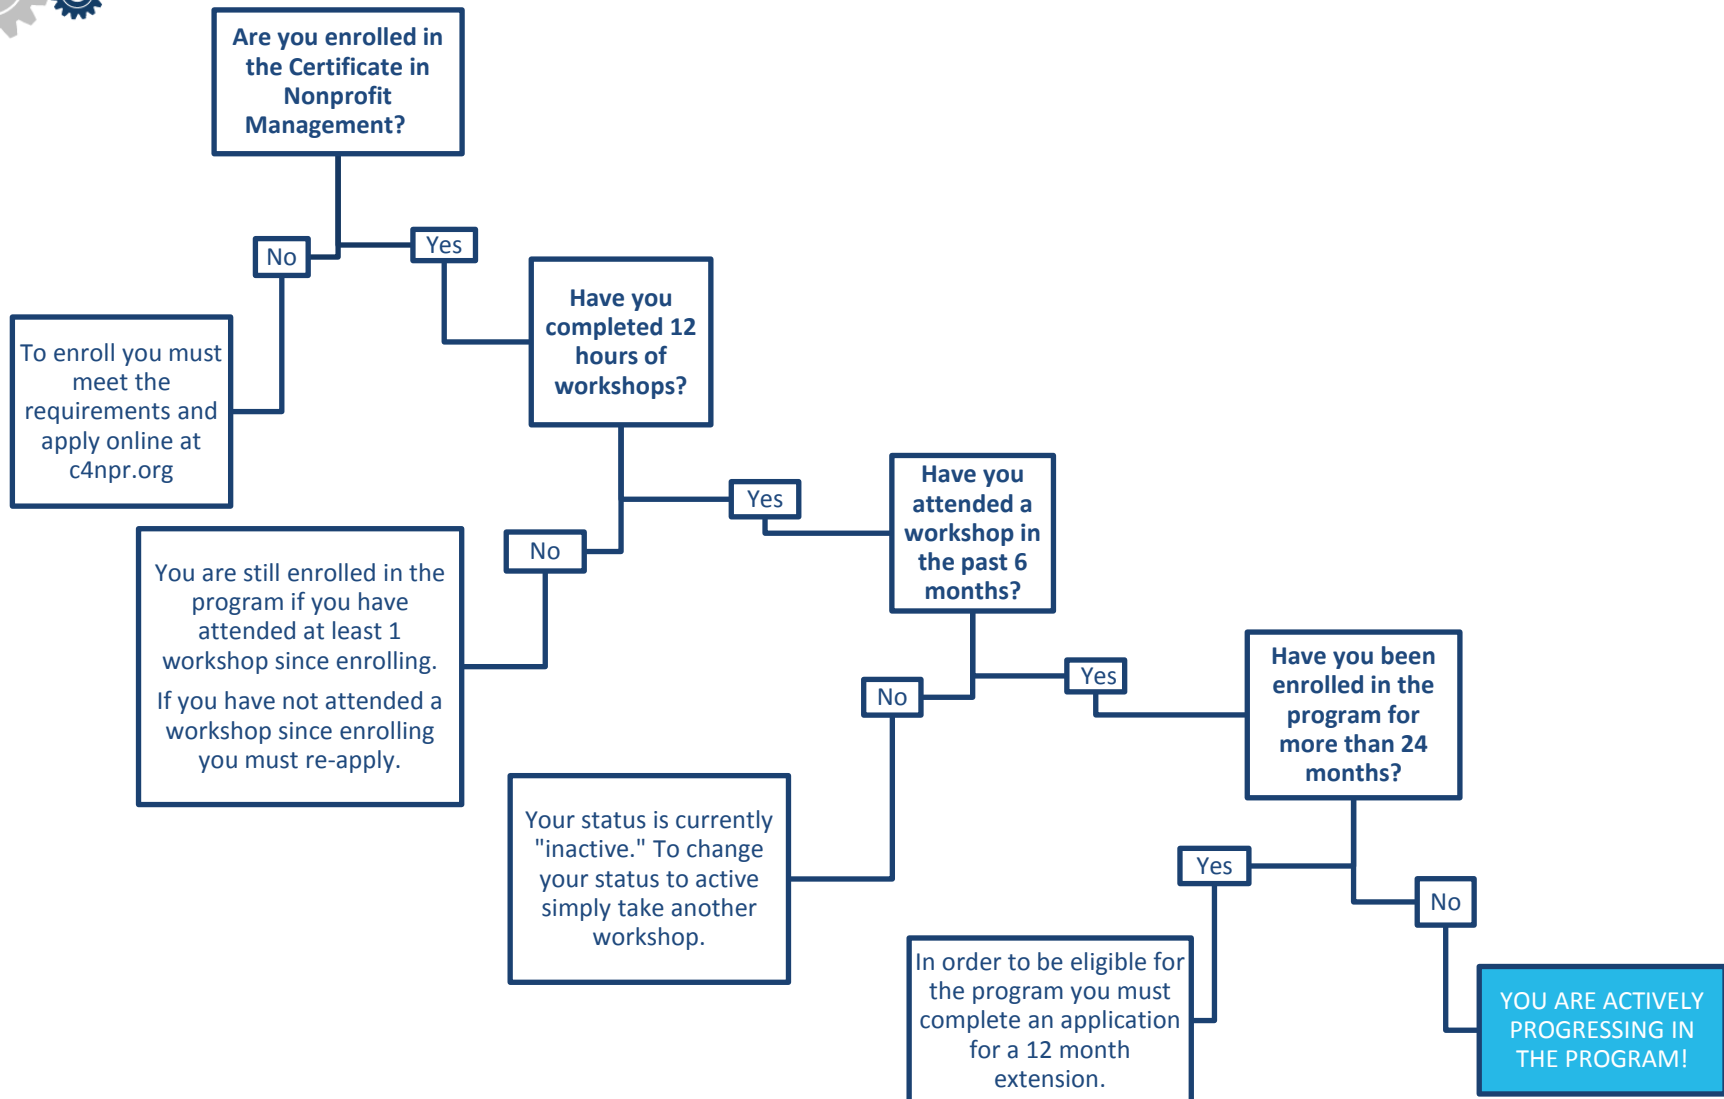 Are you enrolled in
the Certificate in
Nonprofit
Management?
No
Yes
To enroll you must
meet the
requirements and
apply online at
c4npr.org
Have you
completed 12
hours of
workshops?
No
Yes
You are still enrolled in the
program if you have
attended at least 1
workshop since enrolling.
If you have not attended a
workshop since enrolling
you must re-apply.
Have you
attended a
workshop in
the past 6
months?
No
Yes
Your status is currently
"inactive." To change
your status to active
simply take another
workshop.
Have you been
enrolled in the
program for
more than 24
months?
Yes
No
In order to be eligible for
the program you must
complete an application
for a 12 month
extension.
YOU ARE ACTIVELY
PROGRESSING IN
THE PROGRAM!